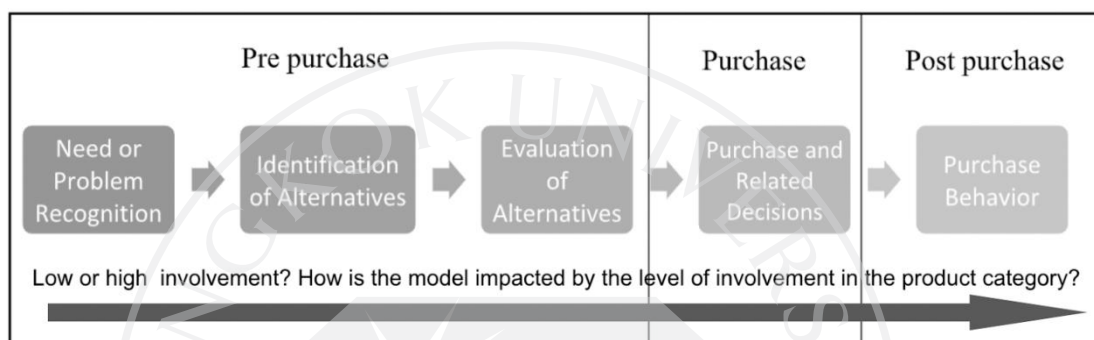 Pre purchase
Purchase
Post purchase
Need or
Problem
Recognition
Identification
of Alternatives
Evaluation
of
Alternatives
Purchase and
Related
Decisions
Purchase
Behavior
Low or high involvement? How is the model impacted by the level of involvement in the product category?
NGKOK UNIVERS